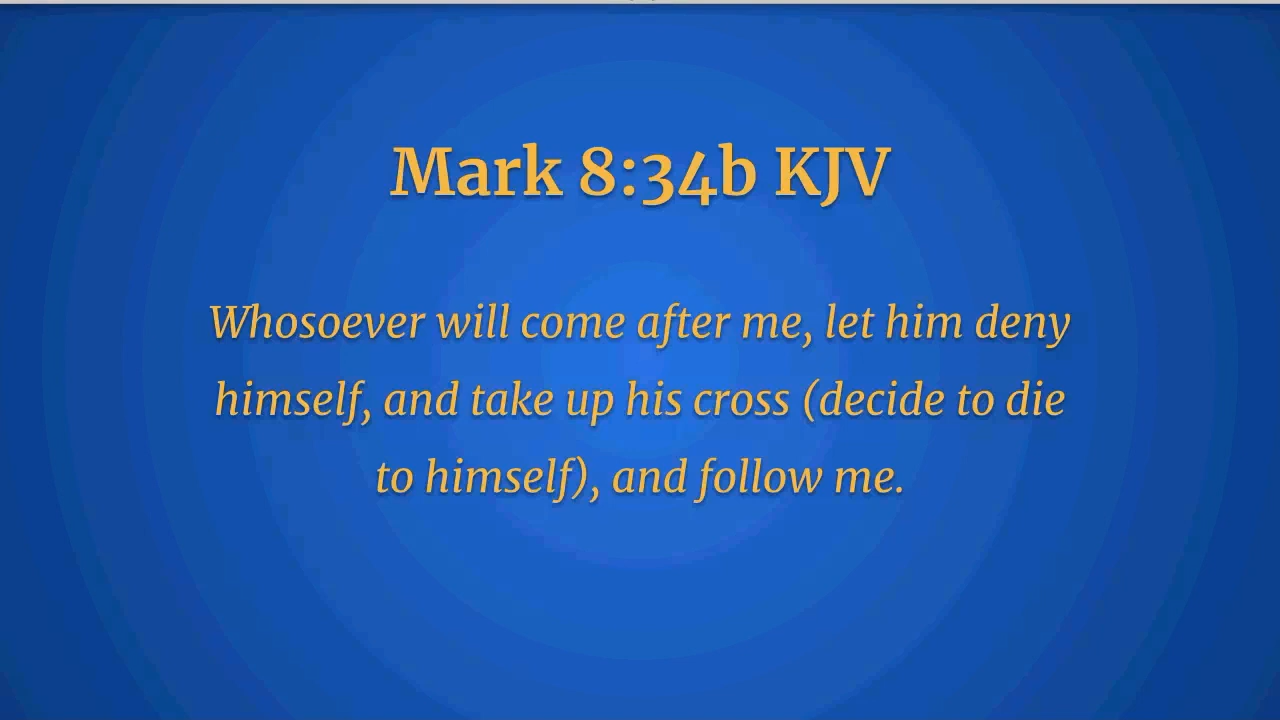 Mark 8:34b KJV
Whosoever will come after me, let him deny
himself, and take up his cross (decide to die
to himself), and follow me.